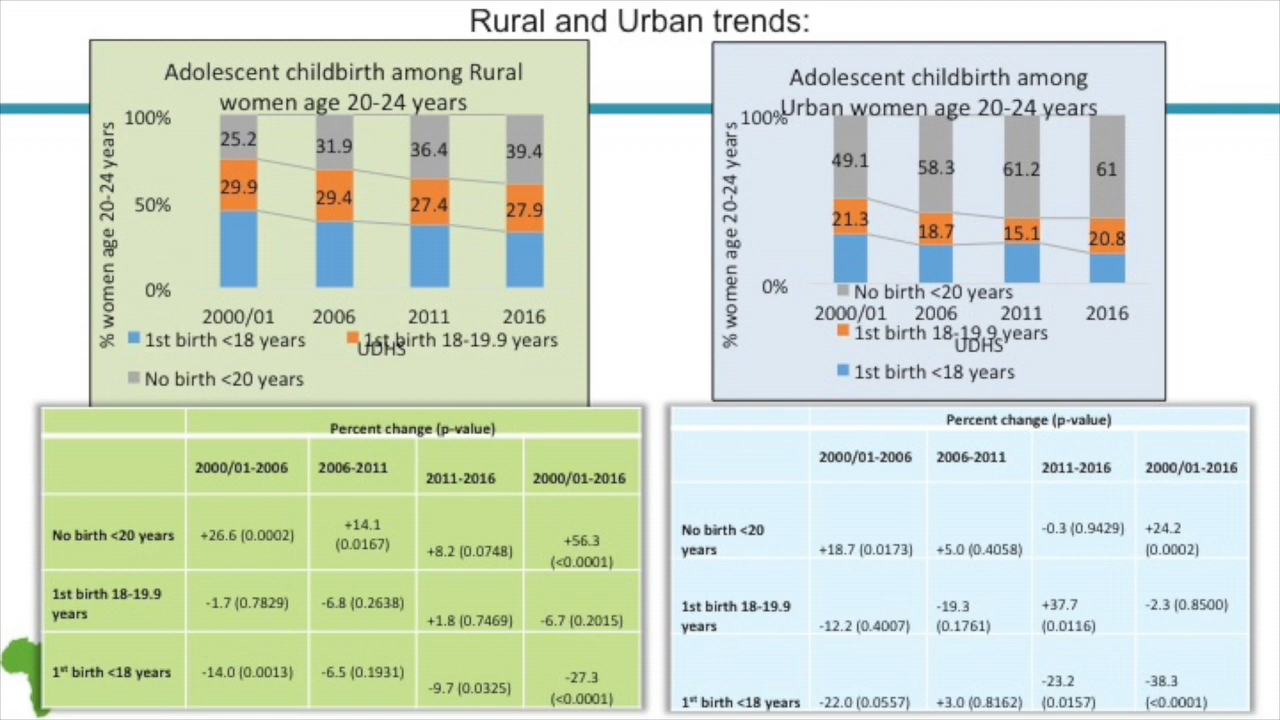 Rural and Urban trends:
Adolescent childbirth among Rural
women age 20-24 years
% women age 20-24 years
100%
50%
0%
25.2
31.9
36.4
39.4
29.9
29.4
27.4
27.9
2000/01
2006
2011
2016
UDHS
1st birth <18 years
1st birth 18-19.9 years
No birth <20 years
Adolescent childbirth among
Urban women age 20-24 years
% women age 20-24 years
100%
0%
49.1
58.3
61.2
61
21.3
18.7
15.1
20.8
2000/01
2006
2011
2016
UDHS
No birth <20 years
1st birth 18-19.9 years
1st birth <18 years
Percent change (p-value)
2000/01-2006
2006-2011
2011-2016
2000/01-2016
No birth <20 years
+26.6 (0.0002)
+14.1
(0.0167)
+8.2 (0.0748)
+56.3
(<0.0001)
1st birth 18-19.9
years
-1.7 (0.7829)
-6.8 (0.2638)
+1.8 (0.7469)
-6.7 (0.2015)
1st birth <18 years
-14.0 (0.0013)
-6.5 (0.1931)
-9.7 (0.0325)
-27.3
(<0.0001)
Percent change (p-value)
2000/01-2006
2006-2011
2011-2016
2000/01-2016
No birth <20
years
+18.7 (0.0173)
+5.0 (0.4058)
-0.3 (0.9429)
+24.2
(0.0002)
1st birth 18-19.9
years
-12.2 (0.4007)
-19.3
(0.1761)
+37.7
(0.0116)
-2.3 (0.8500)
1st birth <18 years
-22.0 (0.0557)
+3.0 (0.8162)
-23.2
(0.0157)
-38.3
(<0.0001)